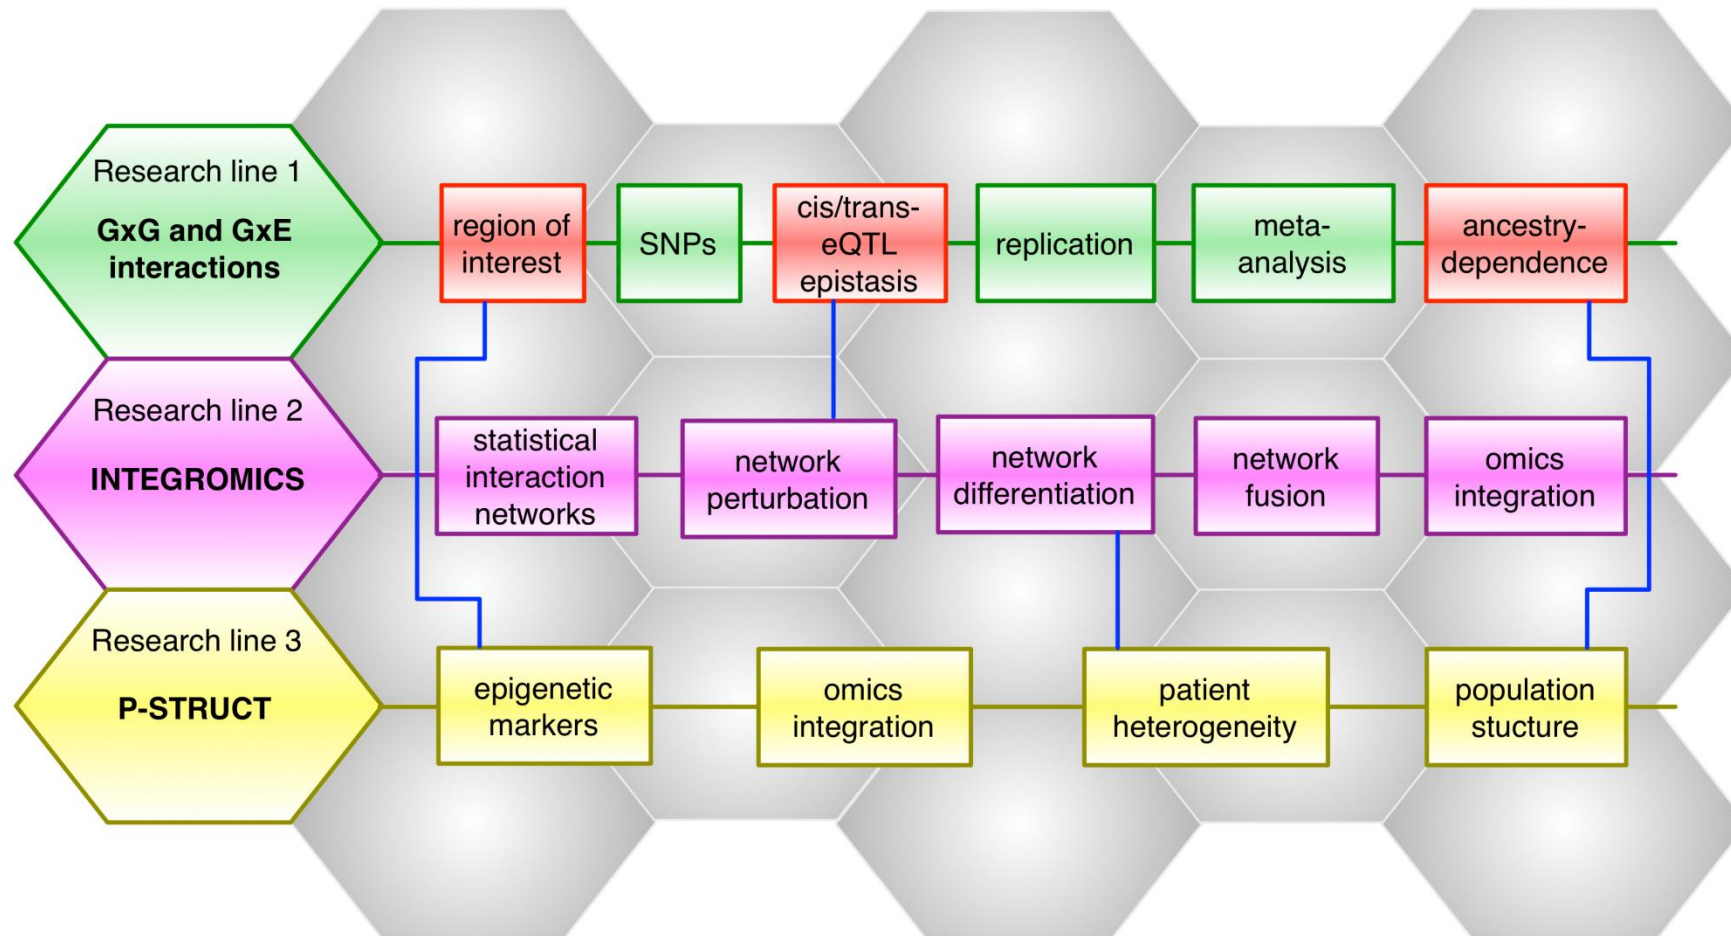 Research line 1
GxG and GxE
interactions
region of
interest
SNPs
cis/trans-
eQTL
epistasis
replication
meta-
analysis
ancestry-
dependence
Research line 2
INTEGROMICS
statistical
interaction
networks
network
perturbation
network
differentiation
network
fusion
omics
integration
Research line 3
P-STRUCT
epigenetic
markers
omics
integration
patient
heterogeneity
population
stucture